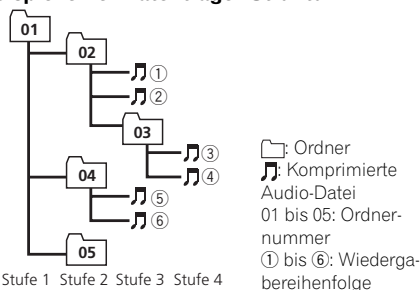 01
02
①
②
03
③
④
04
⑤
⑥
05
Stufe 1 Stufe 2 Stufe 3 Stufe 4
: Ordner
: Komprimierte
Audio-Datei
01 bis 05: Ordner-
nummer
① bis ⑥: Wiederga-
bereihenfolge